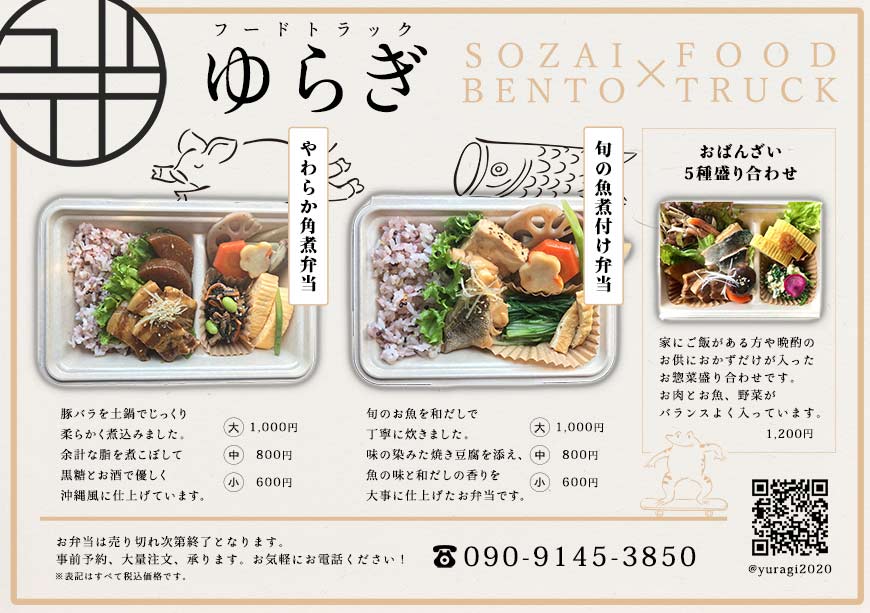 フードトラック
ゆらぎ
SOZAI BENTO × FOOD TRUCK
やわらか角煮弁当
豚バラを土鍋でじっくり
柔らかく煮込みました。
余計な脂を煮こぼして
黒糖とお酒で優しく
沖縄風に仕上げています。
大 1,000円
中 800円
小 600円
旬の魚煮付け弁当
旬のお魚を和だしで
丁寧に炊きました。
味の染みた焼き豆腐を添え、
魚の味と和だしの香りを
大事に仕上げたお弁当です。
大 1,000円
中 800円
小 600円
おばんざい
5種盛り合わせ
家にご飯がある方や晩酌の
お供におかずだけが入った
お惣菜盛り合わせです。
お肉とお魚、野菜が
バランスよく入っています。
1,200円
お弁当は売り切れ次第終了となります。
事前予約、大量注文、承ります。お気軽にお電話ください！
※表記はすべて税込価格です。
090-9145-3850
@yuragi2020